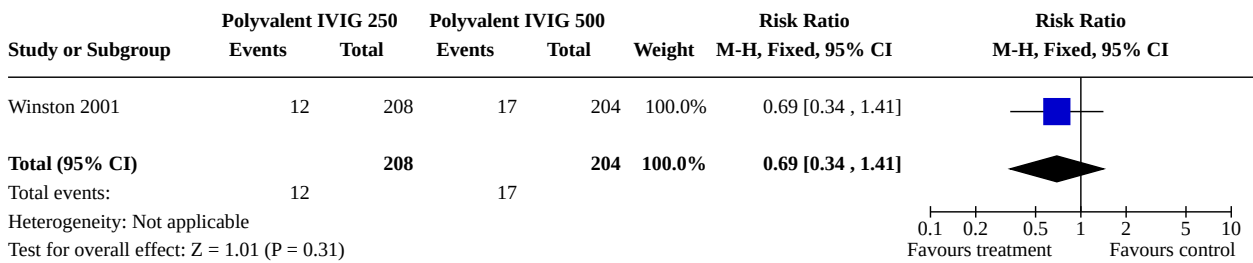 Polyvalent IVIG 250 Polyvalent IVIG 500 Risk Ratio Risk Ratio
Study or Subgroup Events Total Events Total Weight M-H, Fixed, 95% CI M-H, Fixed, 95% CI
Winston 2001 12 208 17 204 100.0% 0.69 [0.34 , 1.41]
Total (95% CI) 208 204 100.0% 0.69 [0.34 , 1.41]
Total events: 12 17
Heterogeneity: Not applicable
0.1 0.2 0.5 1 2 5 10
Test for overall effect: Z = 1.01 (P = 0.31) Favours treatment Favours control